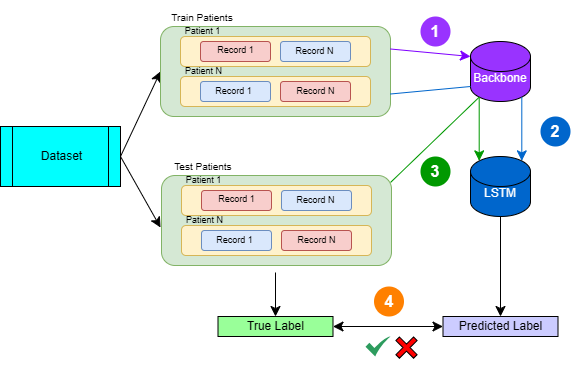 Train Patients
Patient 1
Record 1
Record N
Patient N
Record 1
Record N
1
Backbone
Dataset
2
Test Patients
3
Patient 1
Record 1
Record N
LSTM
Patient N
Record 1
Record N
4
True Label
Predicted Label